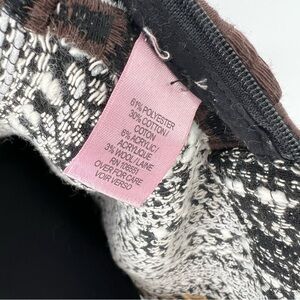 61% POLYESTER
30% COTTON/
COTON
6% ACRYLIC/
ACRYLIQUE
3% WOOL/LAINE
OVER FOR CARE
VOIR VERSO